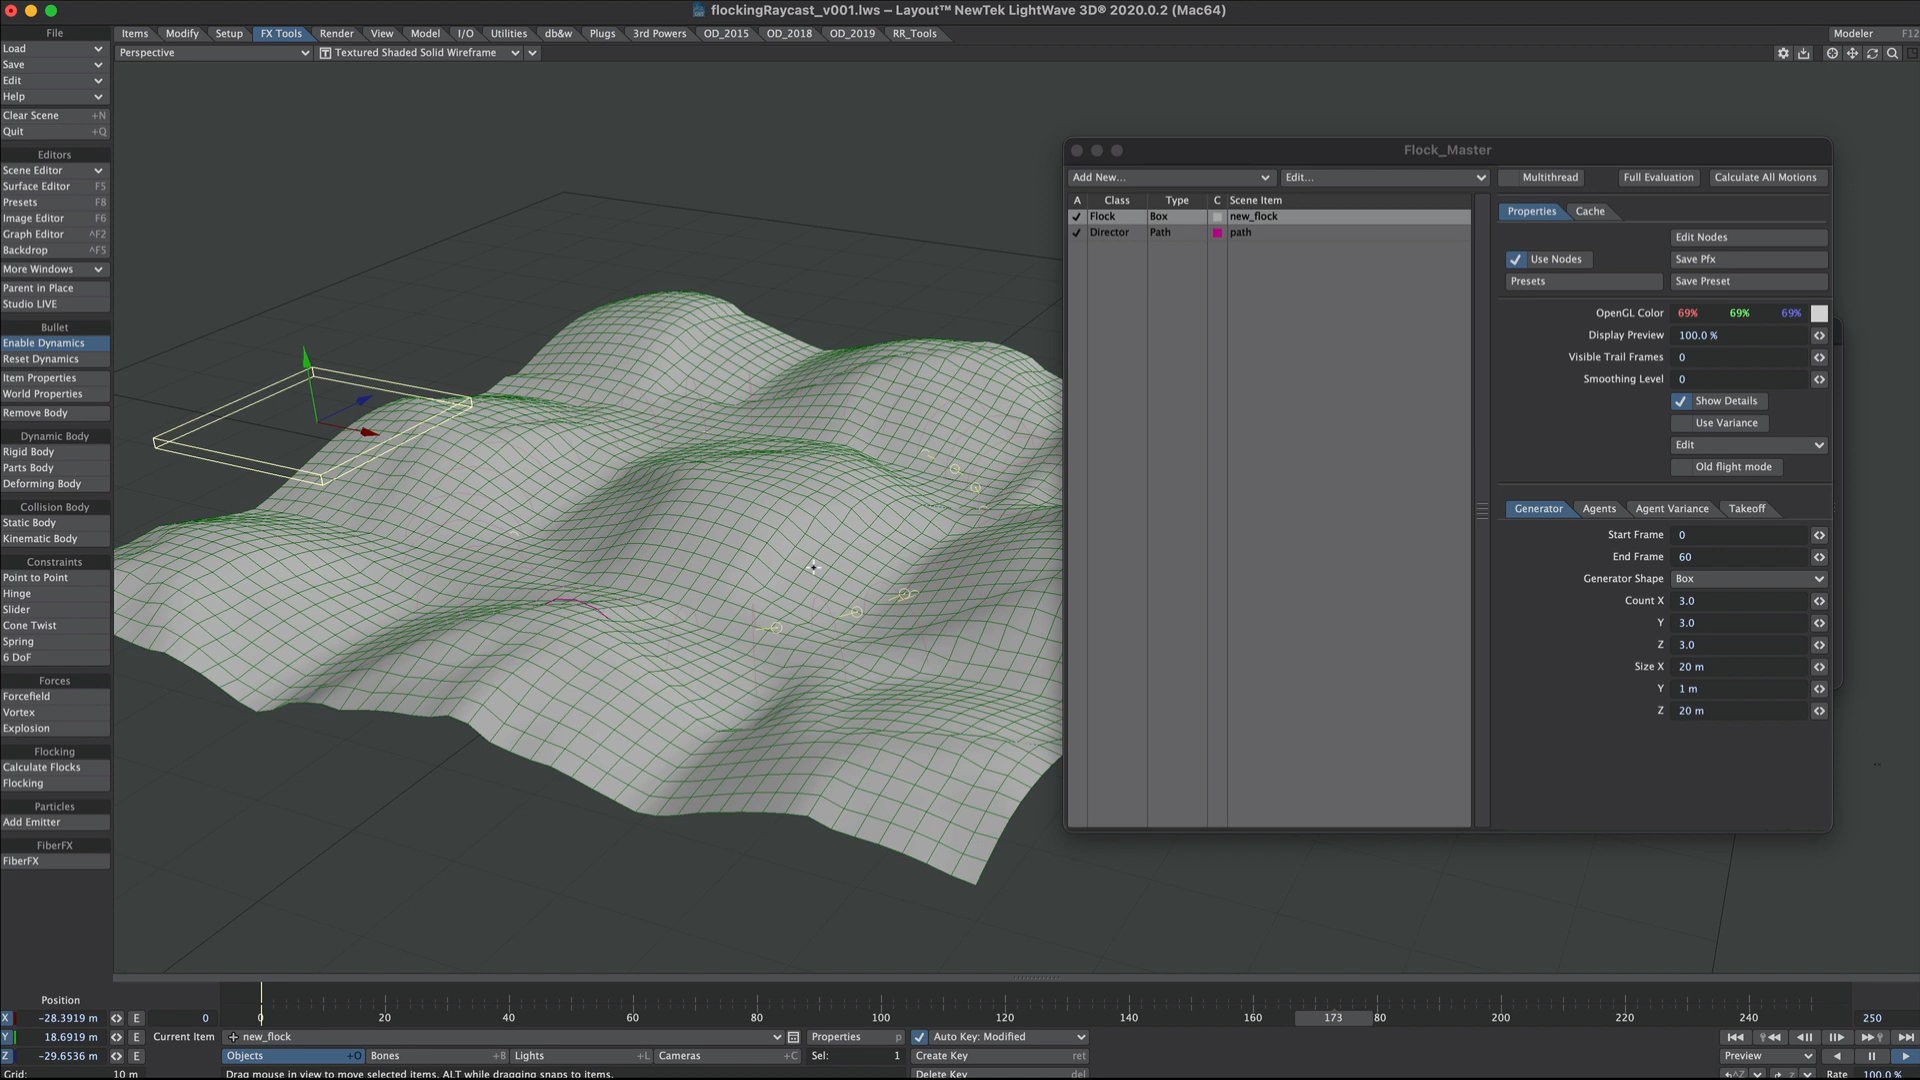 flockingRaycast_v001.lws — Layout™ NewTek LightWave 3D® 2020.0.2 (Mac64)
File
Items Modify Setup FX Tools Render View Model I/O Utilities db&w Plugs 3rd Powers OD_2015 OD_2018 OD_2019 RR_Tools
Modeler F12
Perspective
Textured Shaded Solid Wireframe
Load
Save
Edit
Help
Clear Scene +N
Quit +Q
Editors
Scene Editor
Surface Editor F5
Presets F8
Image Editor F6
Graph Editor ^F2
Backdrop ^F5
More Windows
Parent in Place
Studio LIVE
Bullet
Enable Dynamics
Reset Dynamics
Item Properties
World Properties
Remove Body
Dynamic Body
Rigid Body
Parts Body
Deforming Body
Collision Body
Static Body
Kinematic Body
Constraints
Point to Point
Hinge
Slider
Cone Twist
Spring
6 DoF
Forces
Forcefield
Vortex
Explosion
Flocking
Calculate Flocks
Flocking
Particles
Add Emitter
FiberFX
FiberFX
Flock_Master
Add New...
Edit...
Multithread
Full Evaluation
Calculate All Motions
A Class Type C Scene Item
Flock Box new_flock
Director Path path
Properties Cache
Edit Nodes
Use Nodes
Save Pfx
Presets
Save Preset
OpenGL Color 69% 69% 69%
Display Preview 100.0 %
Visible Trail Frames 0
Smoothing Level 0
Show Details
Use Variance
Edit
Old flight mode
Generator Agents Agent Variance Takeoff
Start Frame 0
End Frame 60
Generator Shape Box
Count X 3.0
Y 3.0
Z 3.0
Size X 20 m
Y 1 m
Z 20 m
Position
X -28.3919 m E
Y 18.6919 m E
Z -29.6536 m E
Grid: 10 m
0
0 20 40 60 80 100 120 140 160 173 80 200 220 240 250
Current Item new_flock Properties p Auto Key: Modified
Objects +O Bones +B Lights +L Cameras +C Sel: 1 Create Key ret
Drag mouse in view to move selected items. ALT while dragging snaps to items.
Delete Key del
Preview
Rate 100.0 %